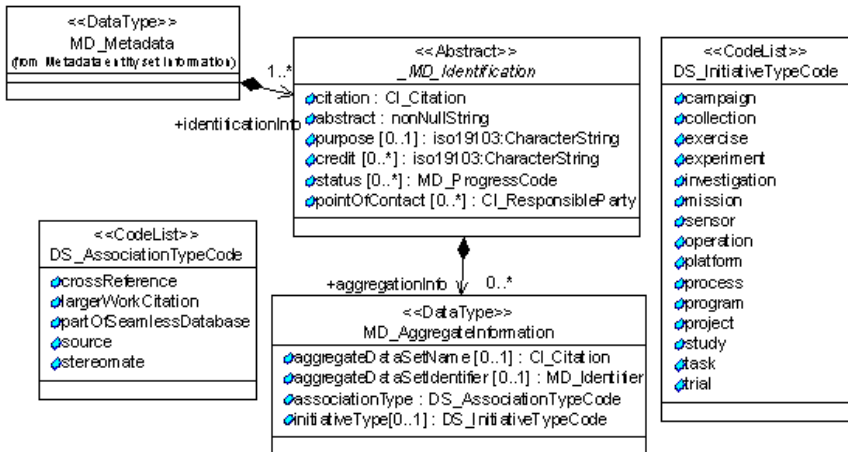 <<DataType>>
MD_Metadata
(from Metadata entity set information)
1..*
+identificationInfo
<<Abstract>>
_MD_Identification
citation : CI_Citation
abstract : nonNullString
purpose [0..1] : iso19103:CharacterString
credit [0..*] : iso19103:CharacterString
status [0..*] : MD_ProgressCode
pointOfContact [0..*] : CI_ResponsibleParty
<<CodeList>>
DS_InitiativeTypeCode
campaign
collection
exercise
experiment
investigation
mission
sensor
operation
platform
process
program
project
study
task
trial
<<CodeList>>
DS_AssociationTypeCode
crossReference
largerWorkCitation
partOfSeamlessDatabase
source
stereomate
+aggregationInfo
0..*
<<DataType>>
MD_AggregateInformation
aggregateDataSetName [0..1] : CI_Citation
aggregateDataSetIdentifier [0..1] : MD_Identifier
associationType : DS_AssociationTypeCode
initiativeType[0..1] : DS_InitiativeTypeCode